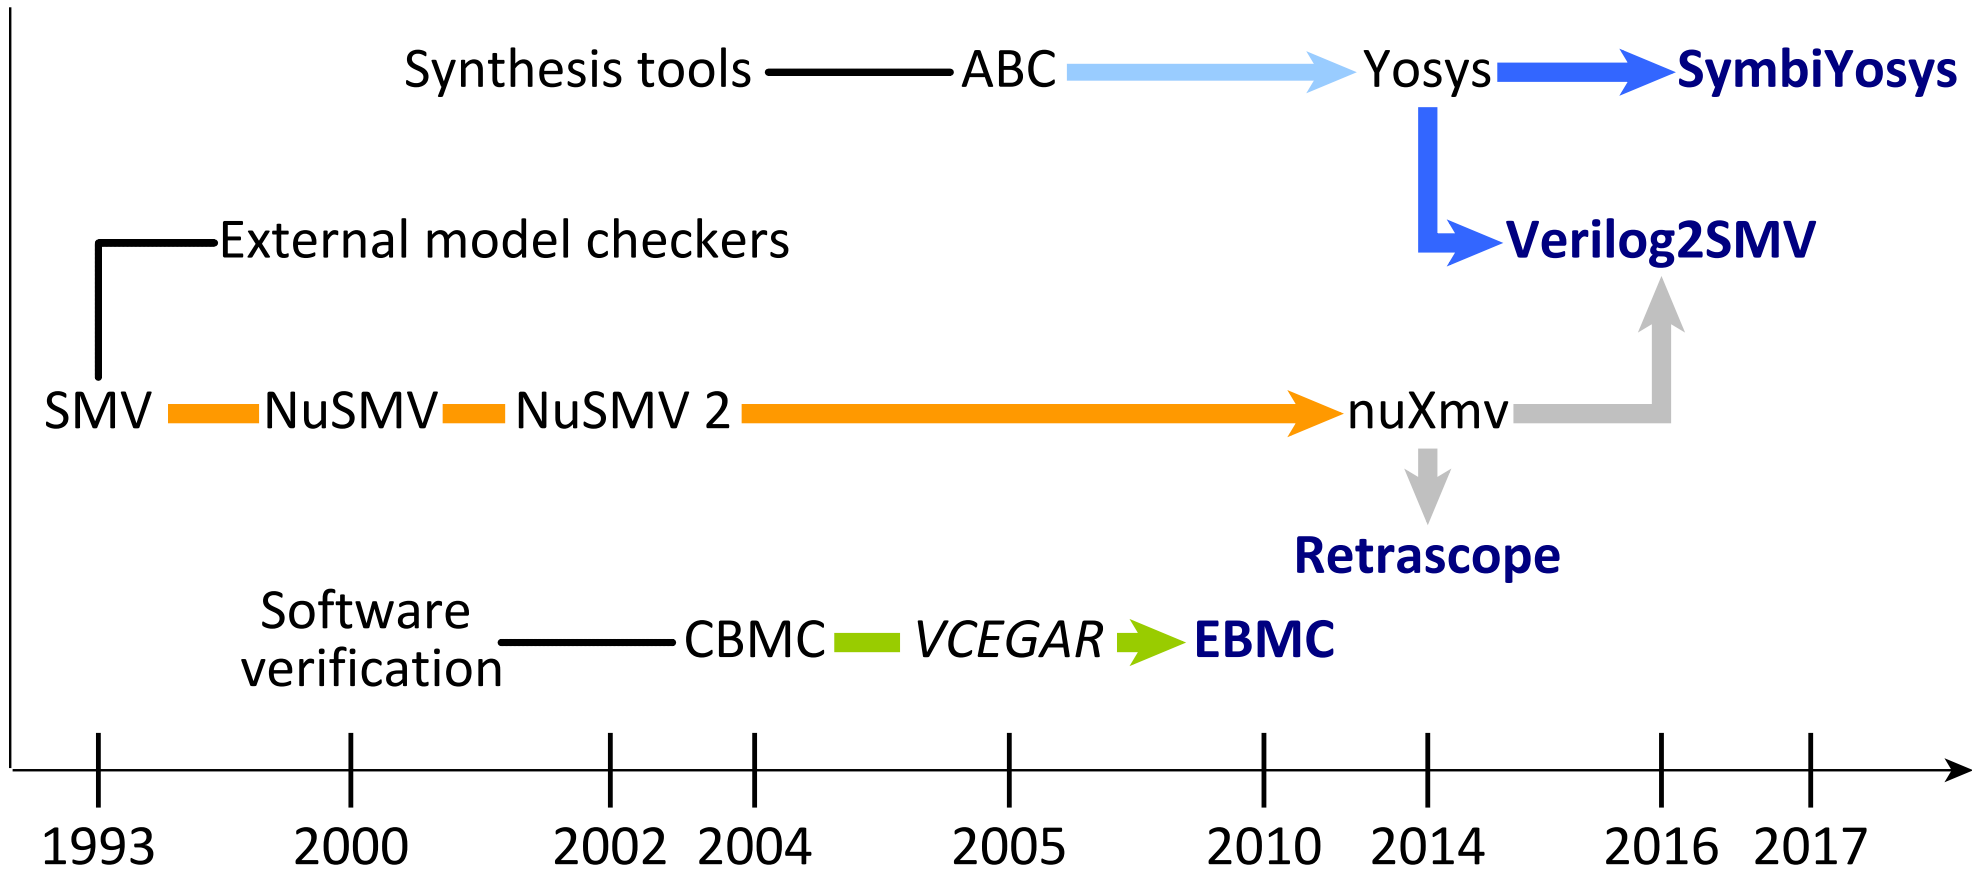 Synthesis tools ABC Yosys SymbiYosys
External model checkers Verilog2SMV
SMV NuSMV NuSMV 2 nuXmv
Retrascope
Software
verification
CBMC VCEGAR EBMC
1993 2000 2002 2004 2005 2010 2014 2016 2017